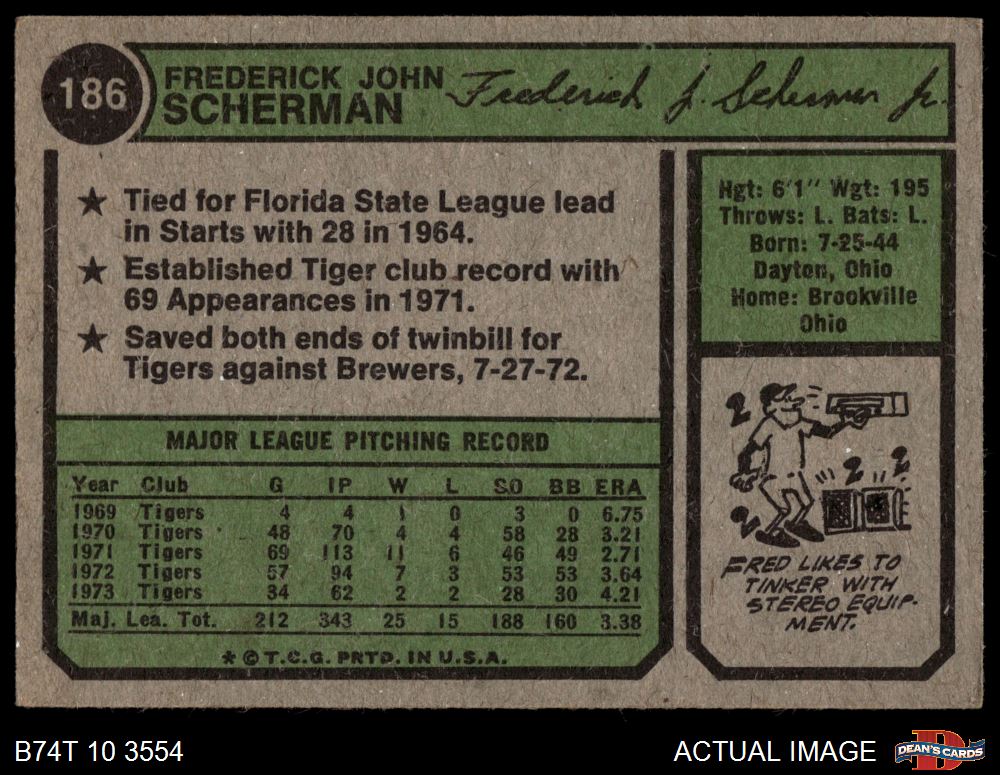 186
FREDERICK JOHN
SCHERMAN
Frederick J. Scherman Jr.
★ Tied for Florida State League lead
in Starts with 28 in 1964.
★ Established Tiger club record with
69 Appearances in 1971.
★ Saved both ends of twinbill for
Tigers against Brewers, 7-27-72.
Hgt: 6'1" Wgt: 195
Throws: L. Bats: L.
Born: 7-25-44
Dayton, Ohio
Home: Brookville
Ohio
MAJOR LEAGUE PITCHING RECORD
Year Club G IP W L SO BB ERA
1969 Tigers 4 4 1 0 3 0 6.75
1970 Tigers 48 70 4 4 58 28 3.21
1971 Tigers 69 113 11 6 46 49 2.71
1972 Tigers 57 94 7 3 53 53 3.64
1973 Tigers 34 62 2 2 28 30 4.21
Maj. Lea. Tot. 212 343 25 15 188 160 3.38
* © T.C.G. PRTD. IN U.S.A.
FRED LIKES TO
TINKER WITH
STEREO EQUIP-
MENT.
B74T 10 3554
ACTUAL IMAGE
DEAN'S CARDS